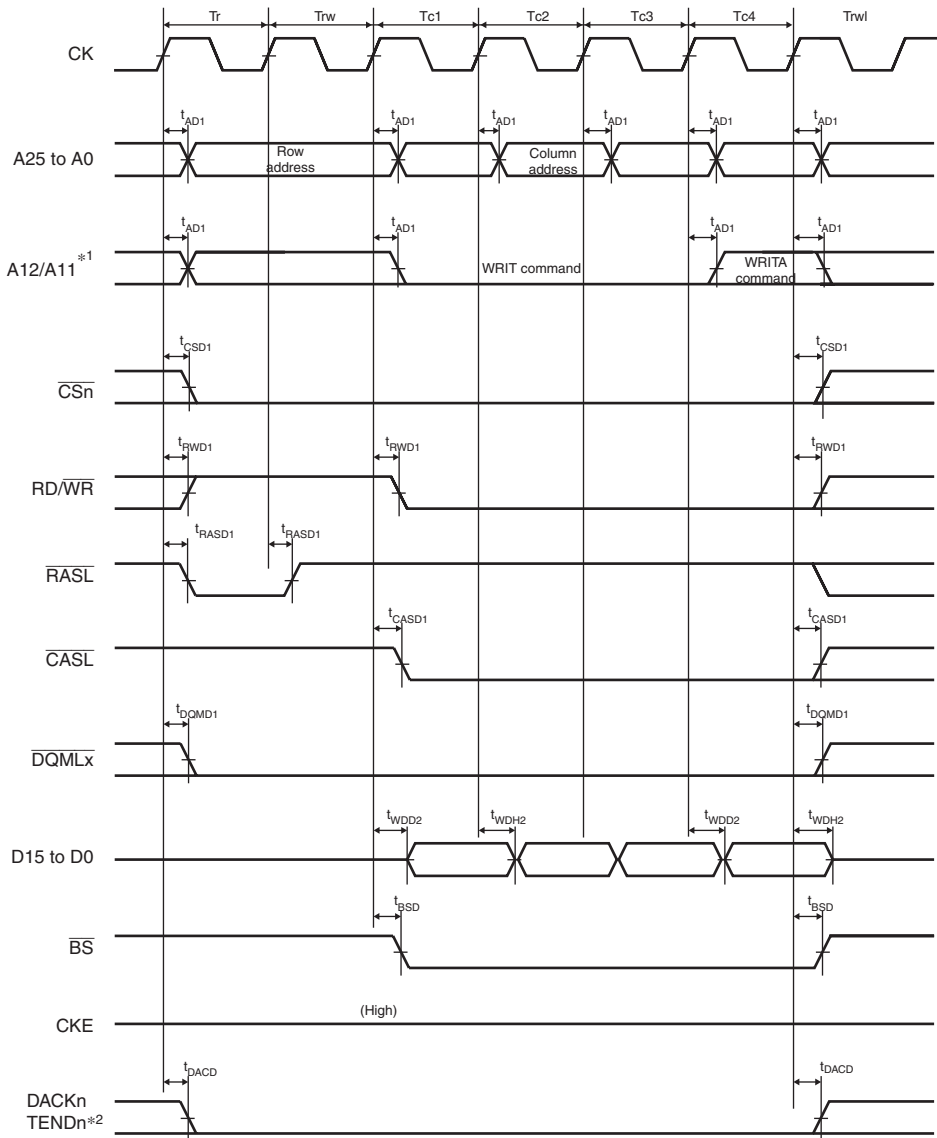 Tr Trw Tc1 Tc2 Tc3 Tc4 Trwl
CK
tAD1 tAD1 tAD1 tAD1 tAD1 tAD1
A25 to A0
Row
address
Column
address
tAD1 tAD1 tAD1 tAD1
A12/A11*1
WRIT command
WRITA
command
tCSD1 tCSD1
CSn
tRWD1 tRWD1 tRWD1
RD/WR
tRASD1 tRASD1
RASL
tCASD1 tCASD1
CASL
tDQMD1 tDQMD1
DQMLx
tWDD2 tWDH2 tWDD2 tWDH2
D15 to D0
tBSD tBSD
BS
(High)
CKE
tDACD tDACD
DACKn
TENDn*2